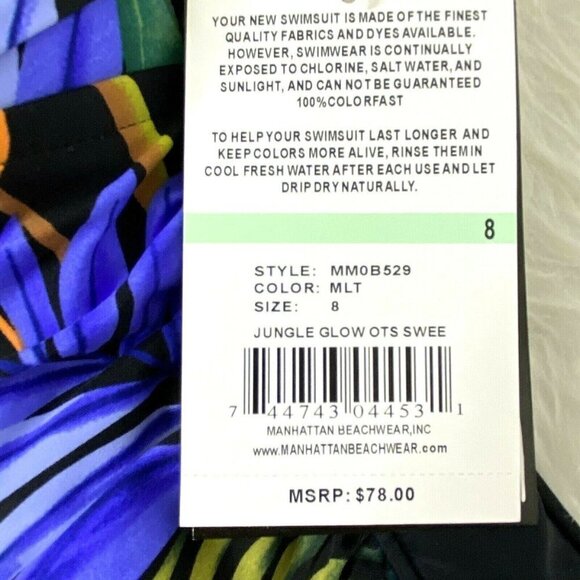 YOUR NEW SWIMSUIT IS MADE OF THE FINEST
QUALITY FABRICS AND DYES AVAILABLE.
HOWEVER, SWIMWEAR IS CONTINUALLY
EXPOSED TO CHLORINE, SALT WATER, AND
SUNLIGHT, AND CAN NOT BE GUARANTEED
100%COLORFAST
TO HELP YOUR SWIMSUIT LAST LONGER AND
KEEP COLORS MORE ALIVE, RINSE THEM IN
COOL FRESH WATER AFTER EACH USE AND LET
DRIP DRY NATURALLY.
8
STYLE: MM0B529
COLOR: MLT
SIZE: 8
JUNGLE GLOW OTS SWEE
7 44743 04453 1
MANHATTAN BEACHWEAR,INC
www.MANHATTANBEACHWEAR.com
MSRP: $78.00